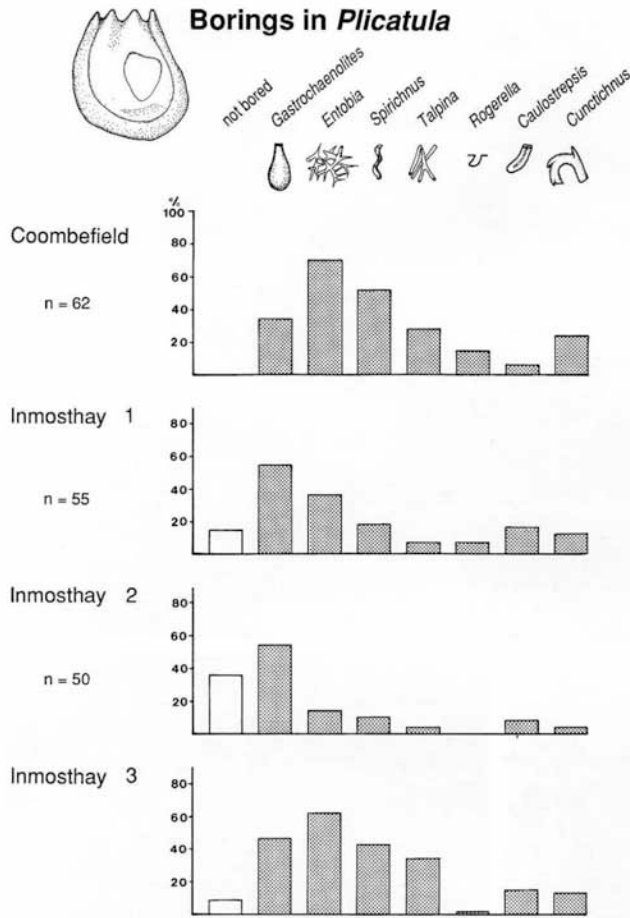 Borings in Plicatula
not bored
Gastrochaenolites
Entobia
Spirichnus
Talpina
Rogerella
Caulostrepsis
Cunctichnus
%
Coombefield
n = 62
100
80
60
40
20
Inmosthay 1
n = 55
80
60
40
20
Inmosthay 2
n = 50
80
60
40
20
Inmosthay 3
80
60
40
20